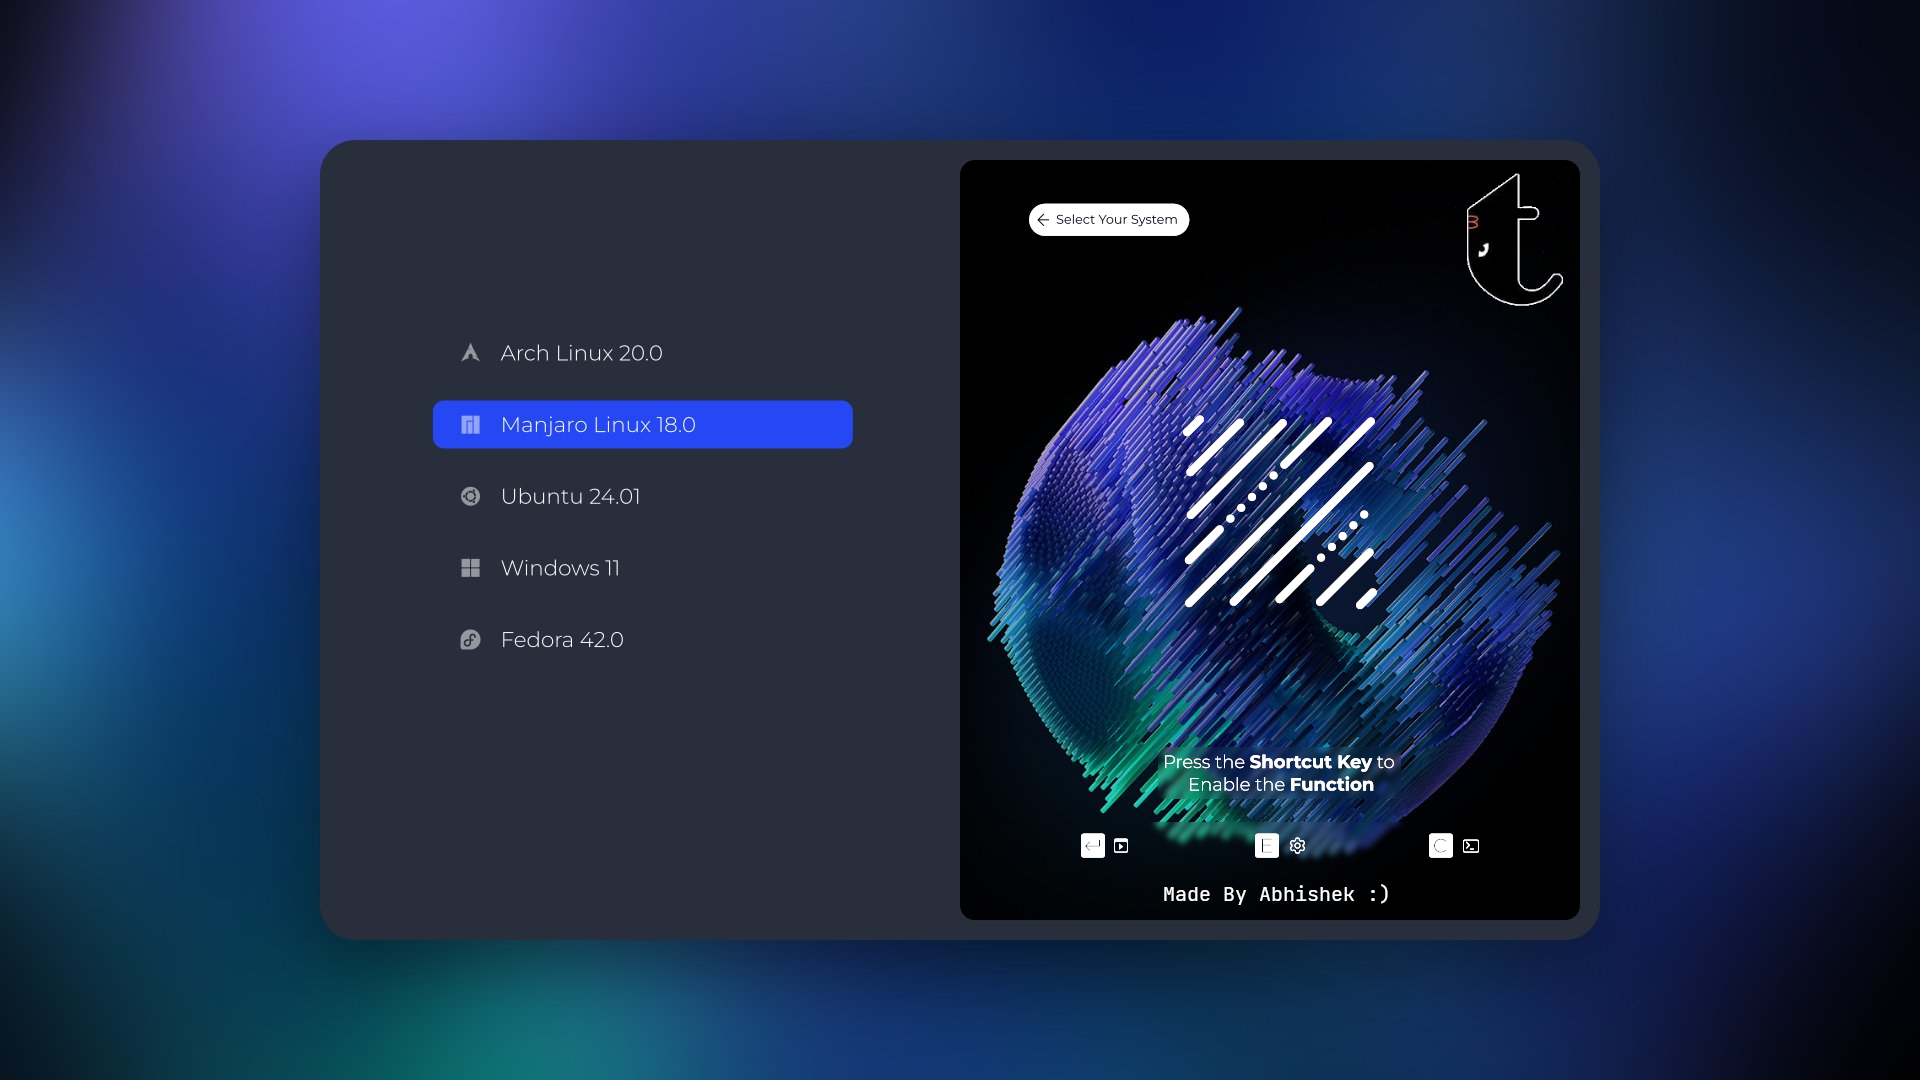 Select Your System
Arch Linux 20.0
Manjaro Linux 18.0
Ubuntu 24.01
Windows 11
Fedora 42.0
t
Press the Shortcut Key to
Enable the Function
E
C
Made By Abhishek :)